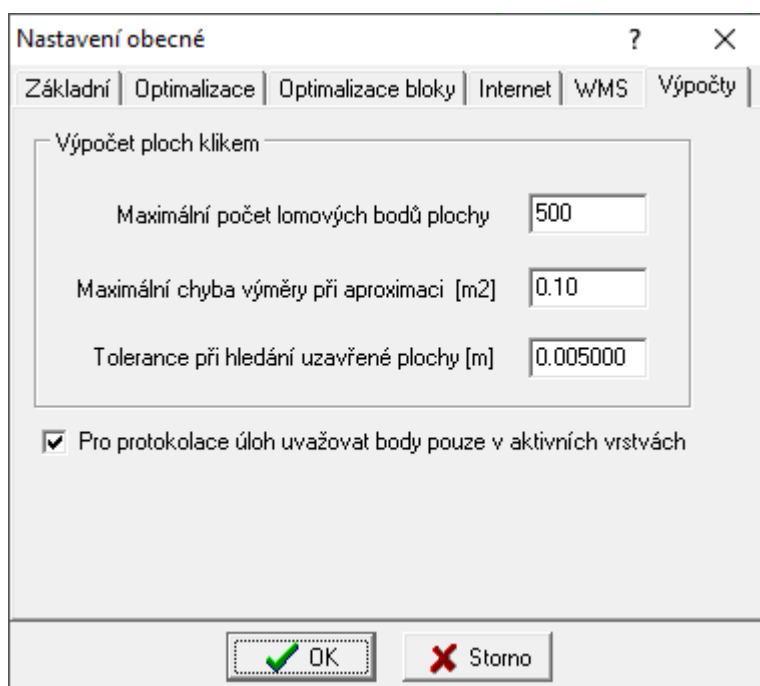 Nastavení obecné ?
Základní Optimalizace Optimalizace bloky Internet WMS Výpočty
Výpočet ploch klikem
Maximální počet lomových bodů plochy 500
Maximální chyba výměry při aproximaci [m2] 0.10
Tolerance při hledání uzavřené plochy [m] 0.005000
Pro protokolace úloh uvažovat body pouze v aktivních vrstvách
OK Storno